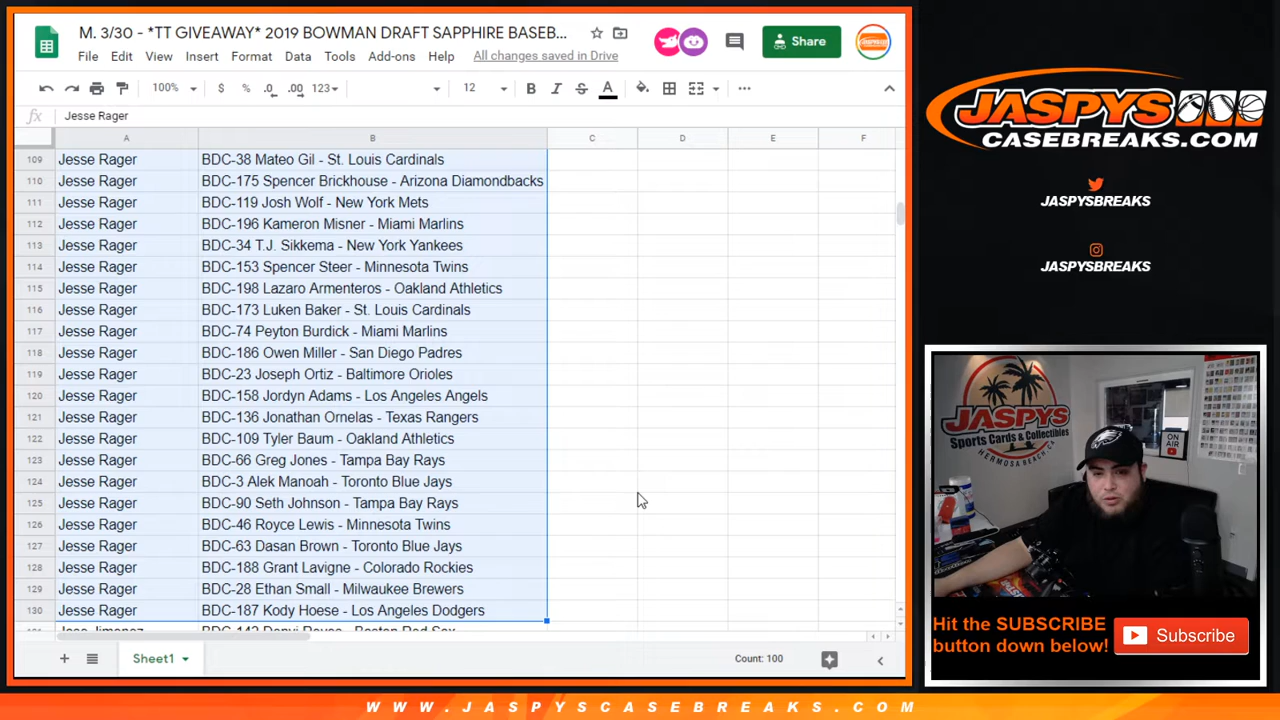 M. 3/30 - *TT GIVEAWAY* 2019 BOWMAN DRAFT SAPPHIRE BASEB...
File Edit View Insert Format Data Tools Add-ons Help All changes saved in Drive
Share
100% $ % .0 .00 123 12 B I S A
fx Jesse Rager
A B C D E F
109 Jesse Rager BDC-38 Mateo Gil - St. Louis Cardinals
110 Jesse Rager BDC-175 Spencer Brickhouse - Arizona Diamondbacks
111 Jesse Rager BDC-119 Josh Wolf - New York Mets
112 Jesse Rager BDC-196 Kameron Misner - Miami Marlins
113 Jesse Rager BDC-34 T.J. Sikkema - New York Yankees
114 Jesse Rager BDC-153 Spencer Steer - Minnesota Twins
115 Jesse Rager BDC-198 Lazaro Armenteros - Oakland Athletics
116 Jesse Rager BDC-173 Luken Baker - St. Louis Cardinals
117 Jesse Rager BDC-74 Peyton Burdick - Miami Marlins
118 Jesse Rager BDC-186 Owen Miller - San Diego Padres
119 Jesse Rager BDC-23 Joseph Ortiz - Baltimore Orioles
120 Jesse Rager BDC-158 Jordyn Adams - Los Angeles Angels
121 Jesse Rager BDC-136 Jonathan Ornelas - Texas Rangers
122 Jesse Rager BDC-109 Tyler Baum - Oakland Athletics
123 Jesse Rager BDC-66 Greg Jones - Tampa Bay Rays
124 Jesse Rager BDC-3 Alek Manoah - Toronto Blue Jays
125 Jesse Rager BDC-90 Seth Johnson - Tampa Bay Rays
126 Jesse Rager BDC-46 Royce Lewis - Minnesota Twins
127 Jesse Rager BDC-63 Dasan Brown - Toronto Blue Jays
128 Jesse Rager BDC-188 Grant Lavigne - Colorado Rockies
129 Jesse Rager BDC-28 Ethan Small - Milwaukee Brewers
130 Jesse Rager BDC-187 Kody Hoese - Los Angeles Dodgers
Sheet1
Count: 100
JASPYS
CASEBREAKS.COM
JASPYSBREAKS
JASPYSBREAKS
JASPYS
Sports Cards & Collectibles
HERMOSA BEACH, CA
ON
AIR
Hit the SUBSCRIBE
button down below!
Subscribe
WWW.JASPYSCASEBREAKS.COM